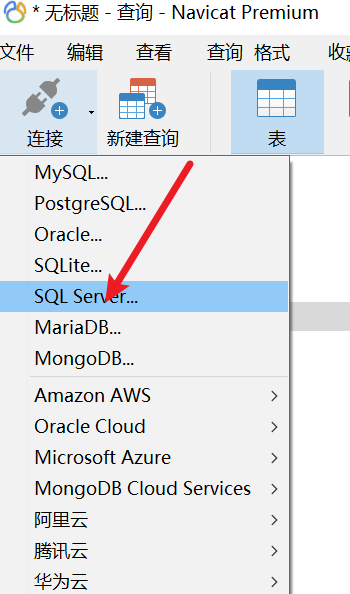 * 无标题 - 查询 - Navicat Premium
文件 编辑 查看 查询 格式
连接 新建查询 表
MySQL...
PostgreSQL...
Oracle...
SQLite...
SQL Server...
MariaDB...
MongoDB...
Amazon AWS
Oracle Cloud
Microsoft Azure
MongoDB Cloud Services
阿里云
腾讯云
华为云